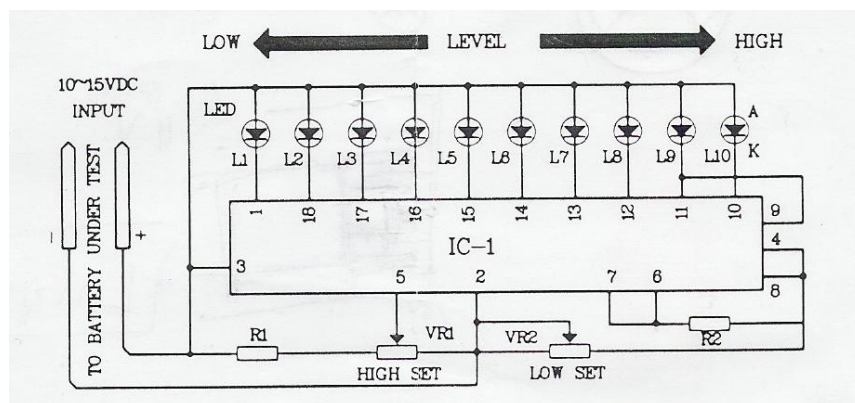 LOW LEVEL HIGH
10~15VDC
INPUT
LED
A
K
L1 L2 L3 L4 L5 L6 L7 L8 L9 L10
TO BATTERY UNDER TEST
- +
1 18 17 16 15 14 13 12 11 10
9
4
8
IC-1
3
5 2 7 6
R1 VR1 VR2 R2
HIGH SET LOW SET